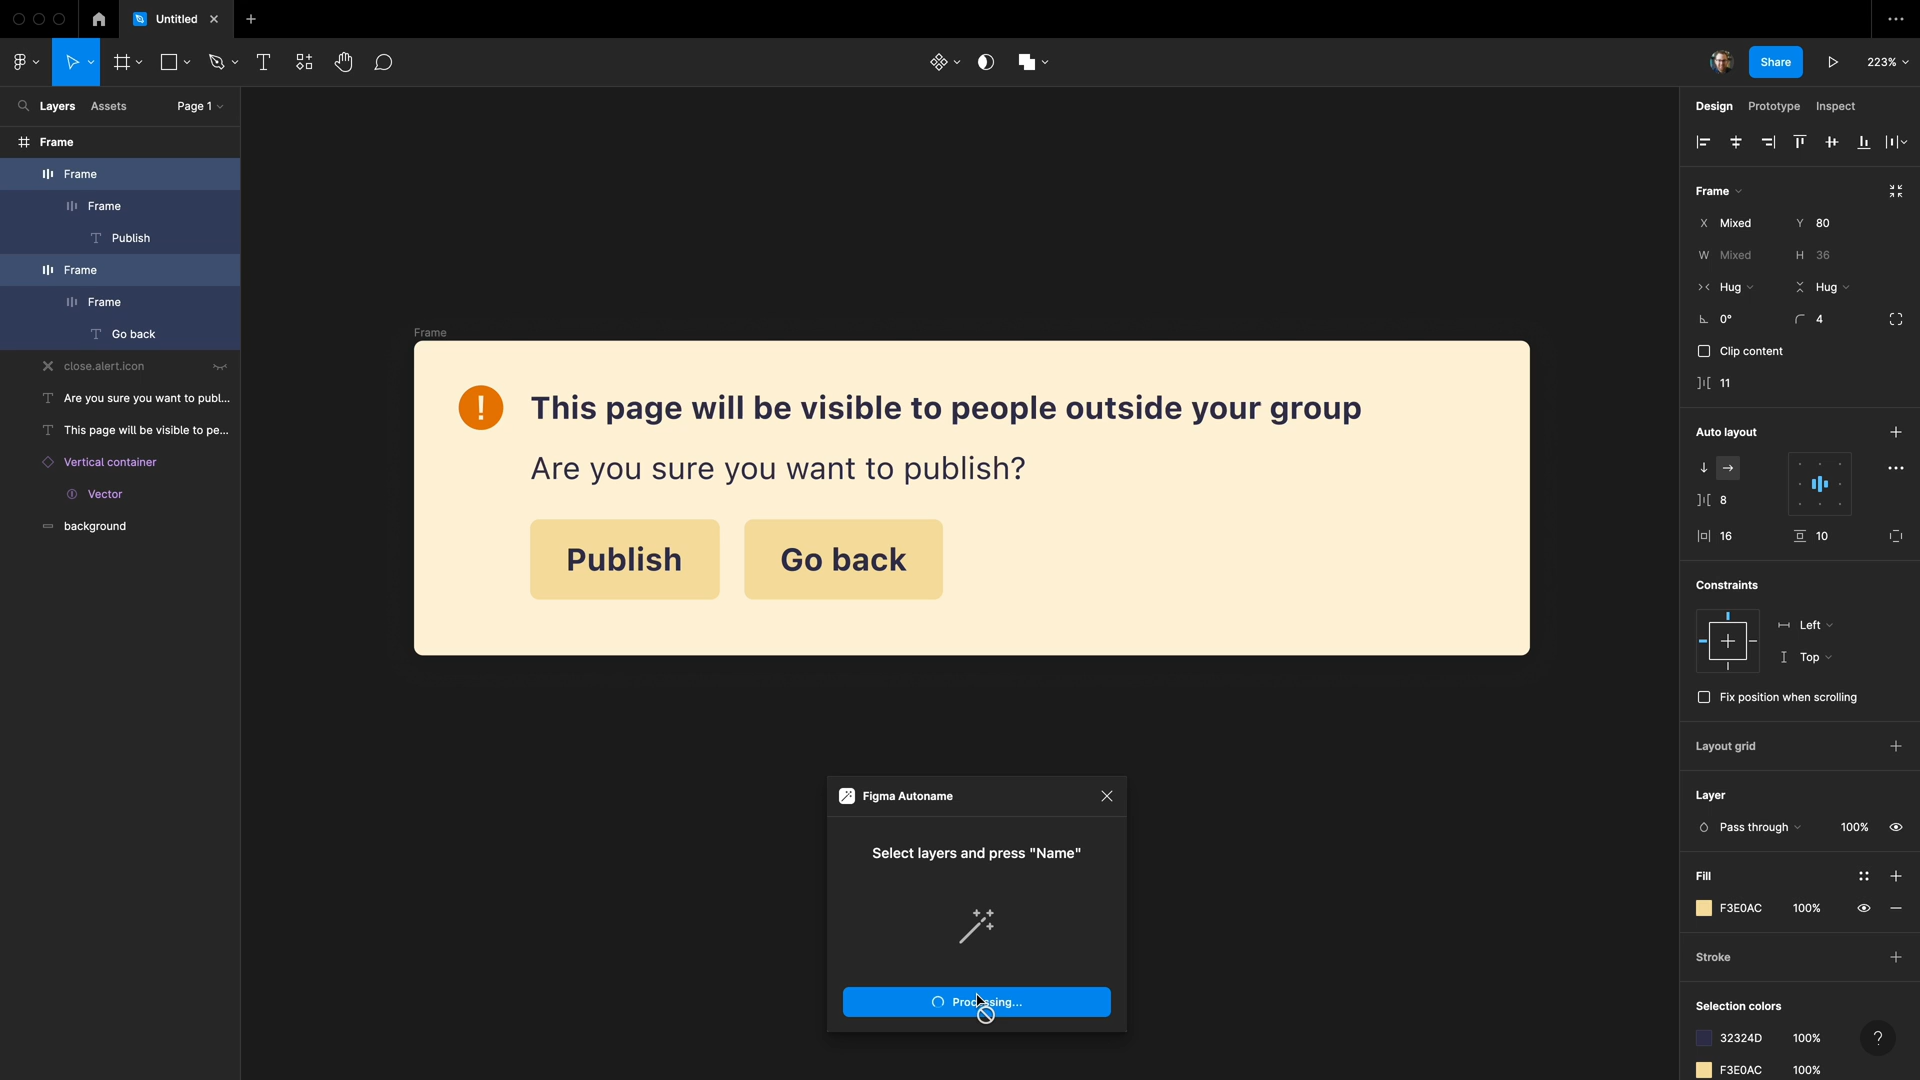 Untitled
Share
223%
Layers
Assets
Page 1
Frame
Frame
Frame
Publish
Frame
Frame
Go back
close.alert.icon
Are you sure you want to publ...
This page will be visible to pe...
Vertical container
Vector
background
Frame
!
This page will be visible to people outside your group
Are you sure you want to publish?
Publish
Go back
Figma Autoname
Select layers and press "Name"
Processing...
Design
Prototype
Inspect
Frame
X Mixed
Y 80
W Mixed
H 36
Hug
Hug
0°
4
Clip content
11
Auto layout
8
16
10
Constraints
Left
Top
Fix position when scrolling
Layout grid
Layer
Pass through
100%
Fill
F3E0AC
100%
Stroke
Selection colors
32324D
100%
?
F3E0AC
100%